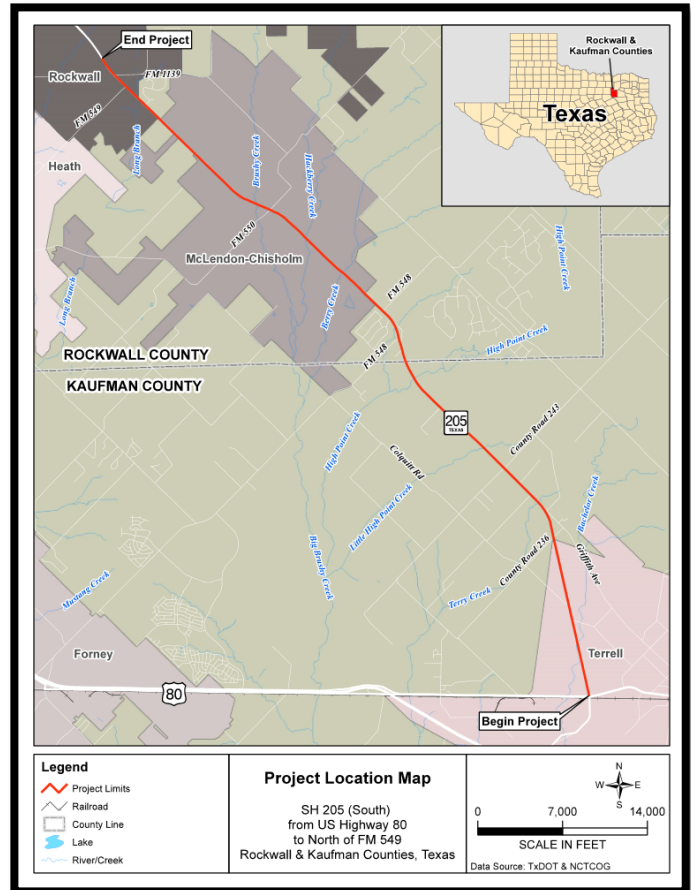 End Project
Rockwall
FM 1139
FM 549
Long Branch
Heath
Brushy Creek
Hackberry Creek
FM 550
McLendon-Chisholm
Long Branch
Berry Creek
FM 548
FM 548
High Point Creek
High Point Creek
ROCKWALL COUNTY
KAUFMAN COUNTY
205
TEXAS
County Road 243
High Point Creek
Colquitt Rd
Little High Point Creek
Big Brushy Creek
Bachelor Creek
County Road 236
Griffith Ave
Terry Creek
Mustang Creek
Forney
80
Terrell
Begin Project
Rockwall &
Kaufman Counties
Texas
Legend
Project Limits
Railroad
County Line
Lake
River/Creek
Project Location Map
SH 205 (South)
from US Highway 80
to North of FM 549
Rockwall & Kaufman Counties, Texas
N
W
E
S
0
7,000
14,000
SCALE IN FEET
Data Source: TxDOT & NCTCOG